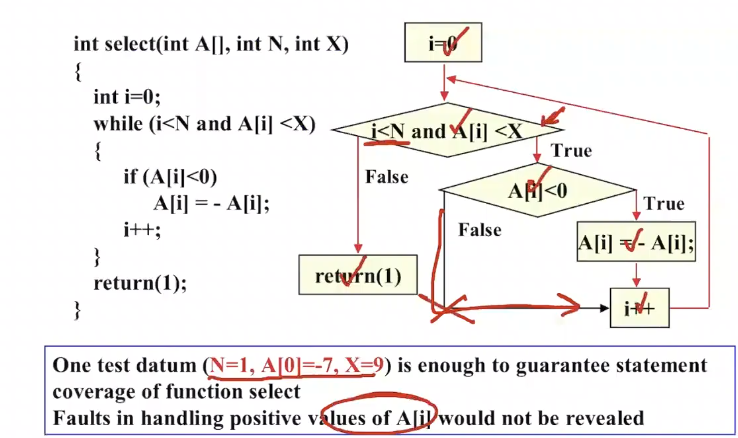 int select(int A[], int N, int X)
{
int i=0;
while (i<N and A[i] <X)
{
if (A[i]<0)
A[i] = - A[i];
i++;
}
return(1);
}
i=0
i<N and A[i] <X
True
False
A[i]<0
True
False
A[i] = - A[i];
return(1)
i++
One test datum (N=1, A[0]=-7, X=9) is enough to guarantee statement
coverage of function select
Faults in handling positive values of A[i] would not be revealed